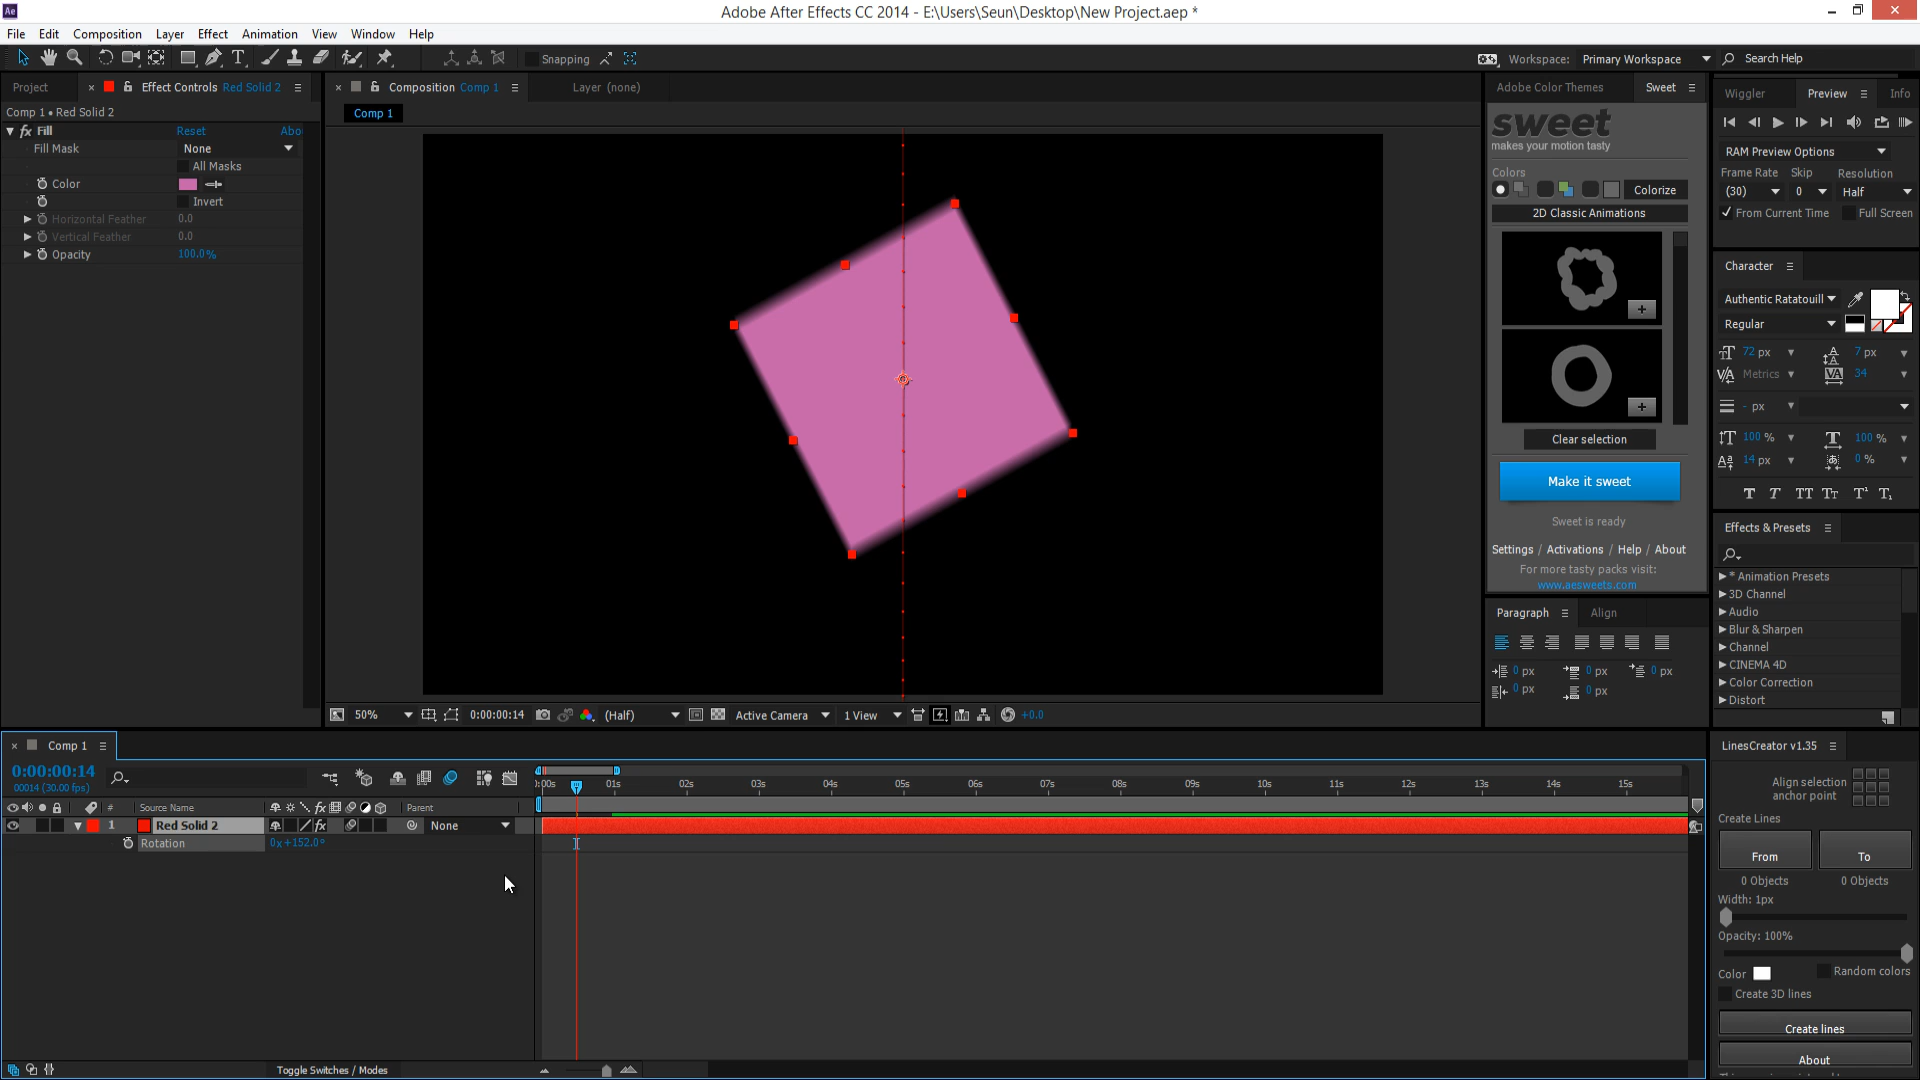 Ae
Adobe After Effects CC 2014 - E:\Users\Seun\Desktop\New Project.aep *
File Edit Composition Layer Effect Animation View Window Help
Snapping
Workspace: Primary Workspace Search Help
Project × Effect Controls Red Solid 2
Comp 1 • Red Solid 2
fx Fill Reset Abo
Fill Mask None
All Masks
Color
Invert
Horizontal Feather 0.0
Vertical Feather 0.0
Opacity 100.0%
× Composition Comp 1 Layer (none)
Comp 1
50% 0:00:00:14 (Half) Active Camera 1 View +0.0
Adobe Color Themes Sweet
sweet
makes your motion tasty
Colors
Colorize
2D Classic Animations
+
+
Clear selection
Make it sweet
Sweet is ready
Settings / Activations / Help / About
For more tasty packs visit:
www.aesweets.com
Paragraph Align
0 px 0 px 0 px
0 px 0 px
Wiggler Preview Info
RAM Preview Options
Frame Rate Skip Resolution
(30) 0 Half
From Current Time Full Screen
Character
Authentic Ratatouill
Regular
72 px 7 px
Metrics 34
- px
100 % 100 %
14 px 0 %
T T TT Tт T¹ T₁
Effects & Presets
* Animation Presets
3D Channel
Audio
Blur & Sharpen
Channel
CINEMA 4D
Color Correction
Distort
× Comp 1
0:00:00:14
00014 (30.00 fps)
:00s 01s 02s 03s 04s 05s 06s 07s 08s 09s 10s 11s 12s 13s 14s 15s
# Source Name fx Parent
1 Red Solid 2 fx None
Rotation 0x+152.0°
Toggle Switches / Modes
LinesCreator v1.35
Align selection
anchor point
Create Lines
From To
0 Objects 0 Objects
Width: 1px
Opacity: 100%
Color Random colors
Create 3D lines
Create lines
About